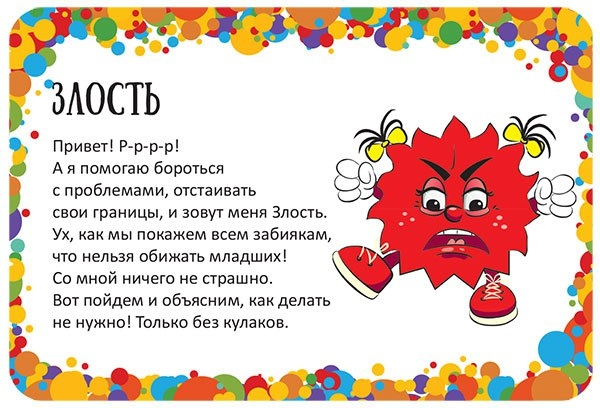 ЗЛОСТЬ
Привет! Р-р-р-р!
А я помогаю бороться
с проблемами, отстаивать
свои границы, и зовут меня Злость.
Ух, как мы покажем всем забиякам,
что нельзя обижать младших!
Со мной ничего не страшно.
Вот пойдем и объясним, как делать
не нужно! Только без кулаков.